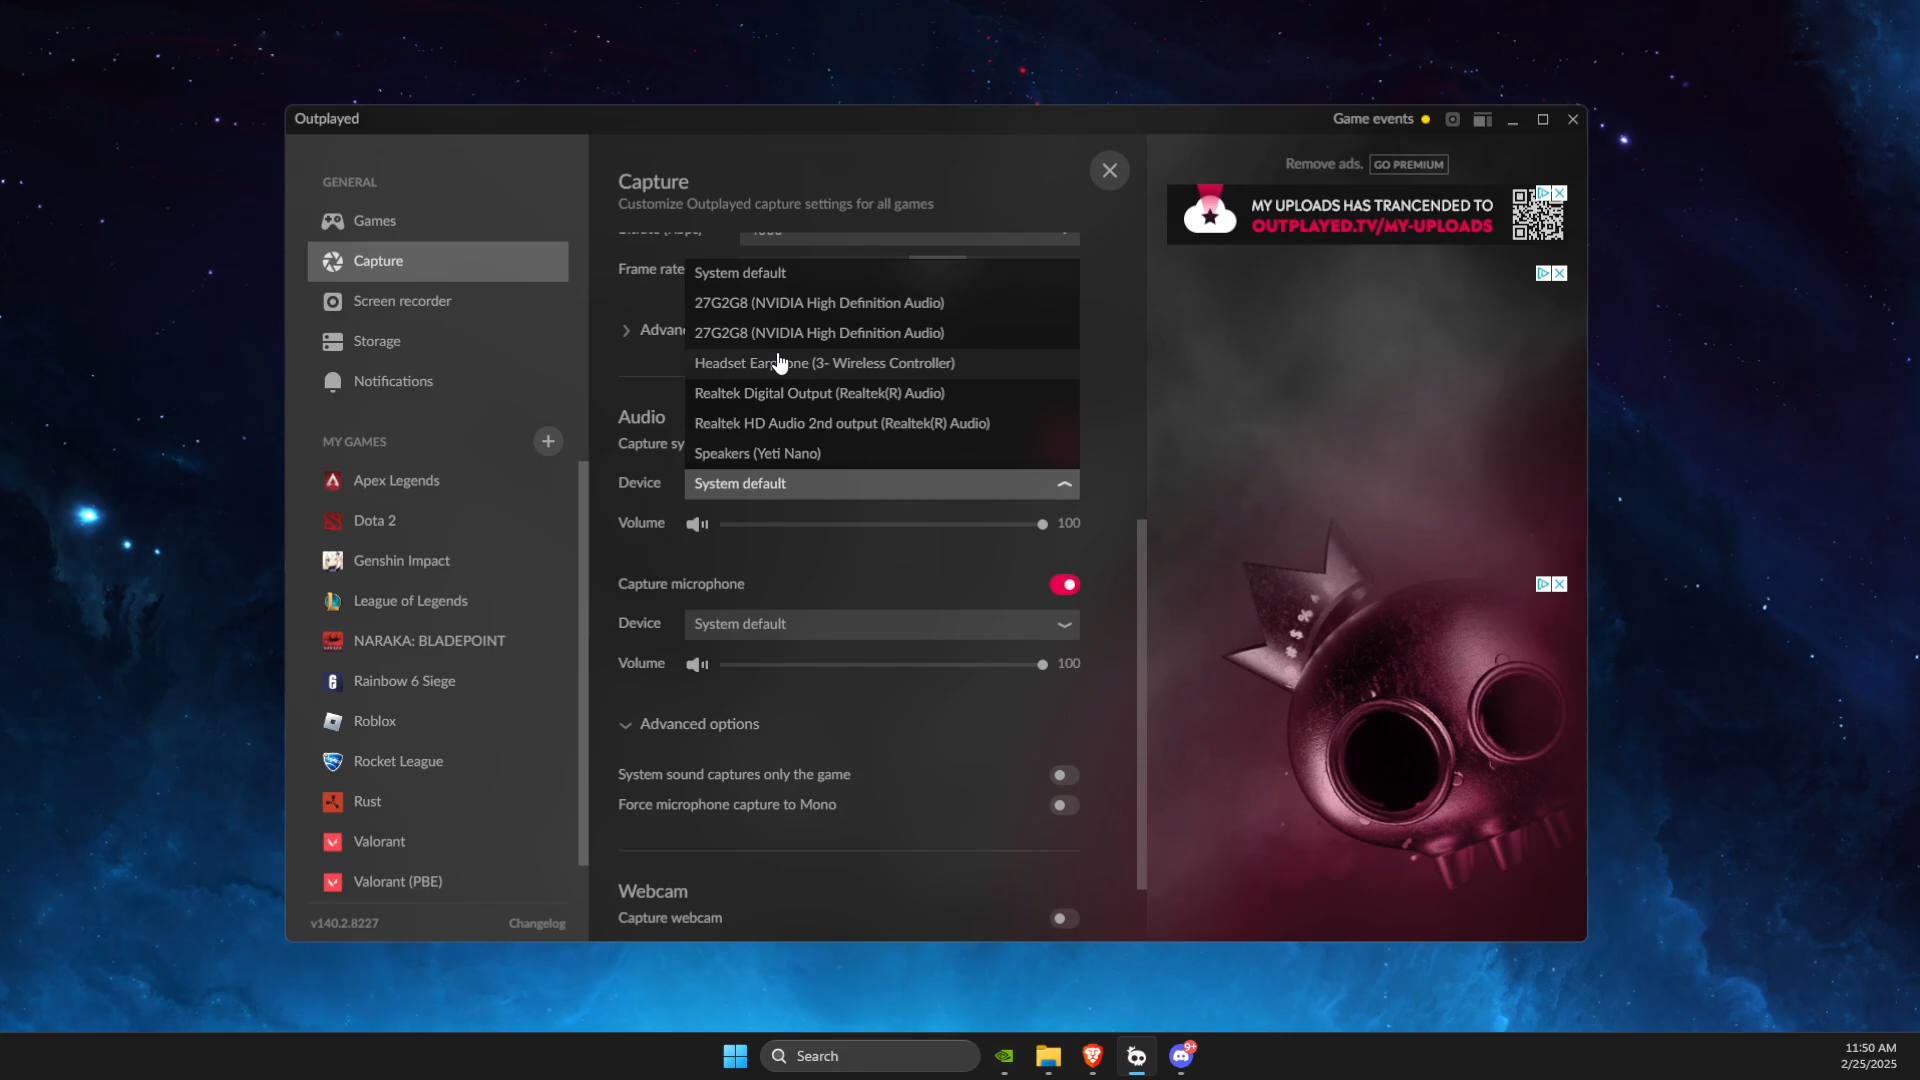 Outplayed
Game events
GENERAL
Games
Capture
Screen recorder
Storage
Notifications
MY GAMES
Apex Legends
Dota 2
Genshin Impact
League of Legends
NARAKA: BLADEPOINT
Rainbow 6 Siege
Roblox
Rocket League
Rust
Valorant
Valorant (PBE)
v140.2.8227
Changelog
Capture
Customize Outplayed capture settings for all games
Frame rate
System default
27G2G8 (NVIDIA High Definition Audio)
27G2G8 (NVIDIA High Definition Audio)
Headset Earphone (3- Wireless Controller)
Realtek Digital Output (Realtek(R) Audio)
Realtek HD Audio 2nd output (Realtek(R) Audio)
Speakers (Yeti Nano)
Audio
Capture sy
Device
System default
Volume
100
Capture microphone
Device
System default
Volume
100
Advanced options
System sound captures only the game
Force microphone capture to Mono
Webcam
Capture webcam
Remove ads. GO PREMIUM
MY UPLOADS HAS TRANCENDED TO
OUTPLAYED.TV/MY-UPLOADS
Search
9+
11:50 AM
2/25/2025